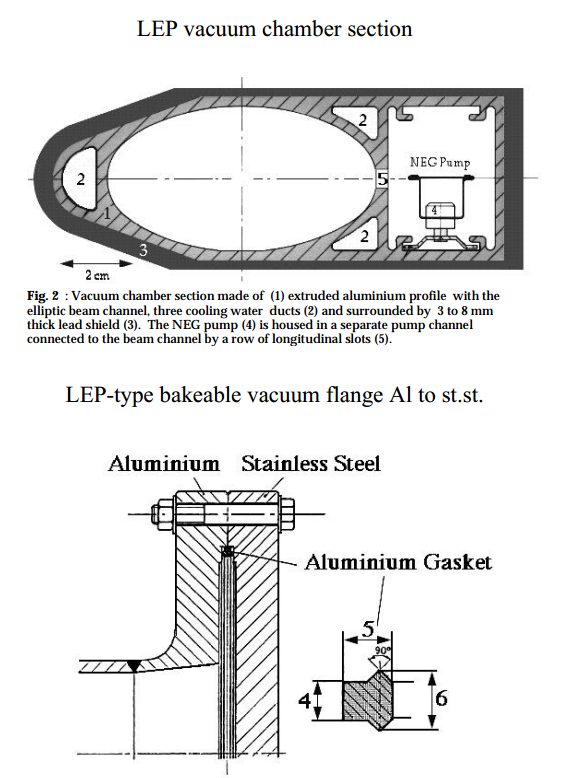 LEP vacuum chamber section
2
NEG Pump
2
5
4
1
2
3
2 cm
Fig. 2 : Vacuum chamber section made of (1) extruded aluminium profile with the
elliptic beam channel, three cooling water ducts (2) and surrounded by 3 to 8 mm
thick lead shield (3). The NEG pump (4) is housed in a separate pump channel
connected to the beam channel by a row of longitudinal slots (5).
LEP-type bakeable vacuum flange Al to st.st.
Aluminium Stainless Steel
Aluminium Gasket
5
90°
4
6